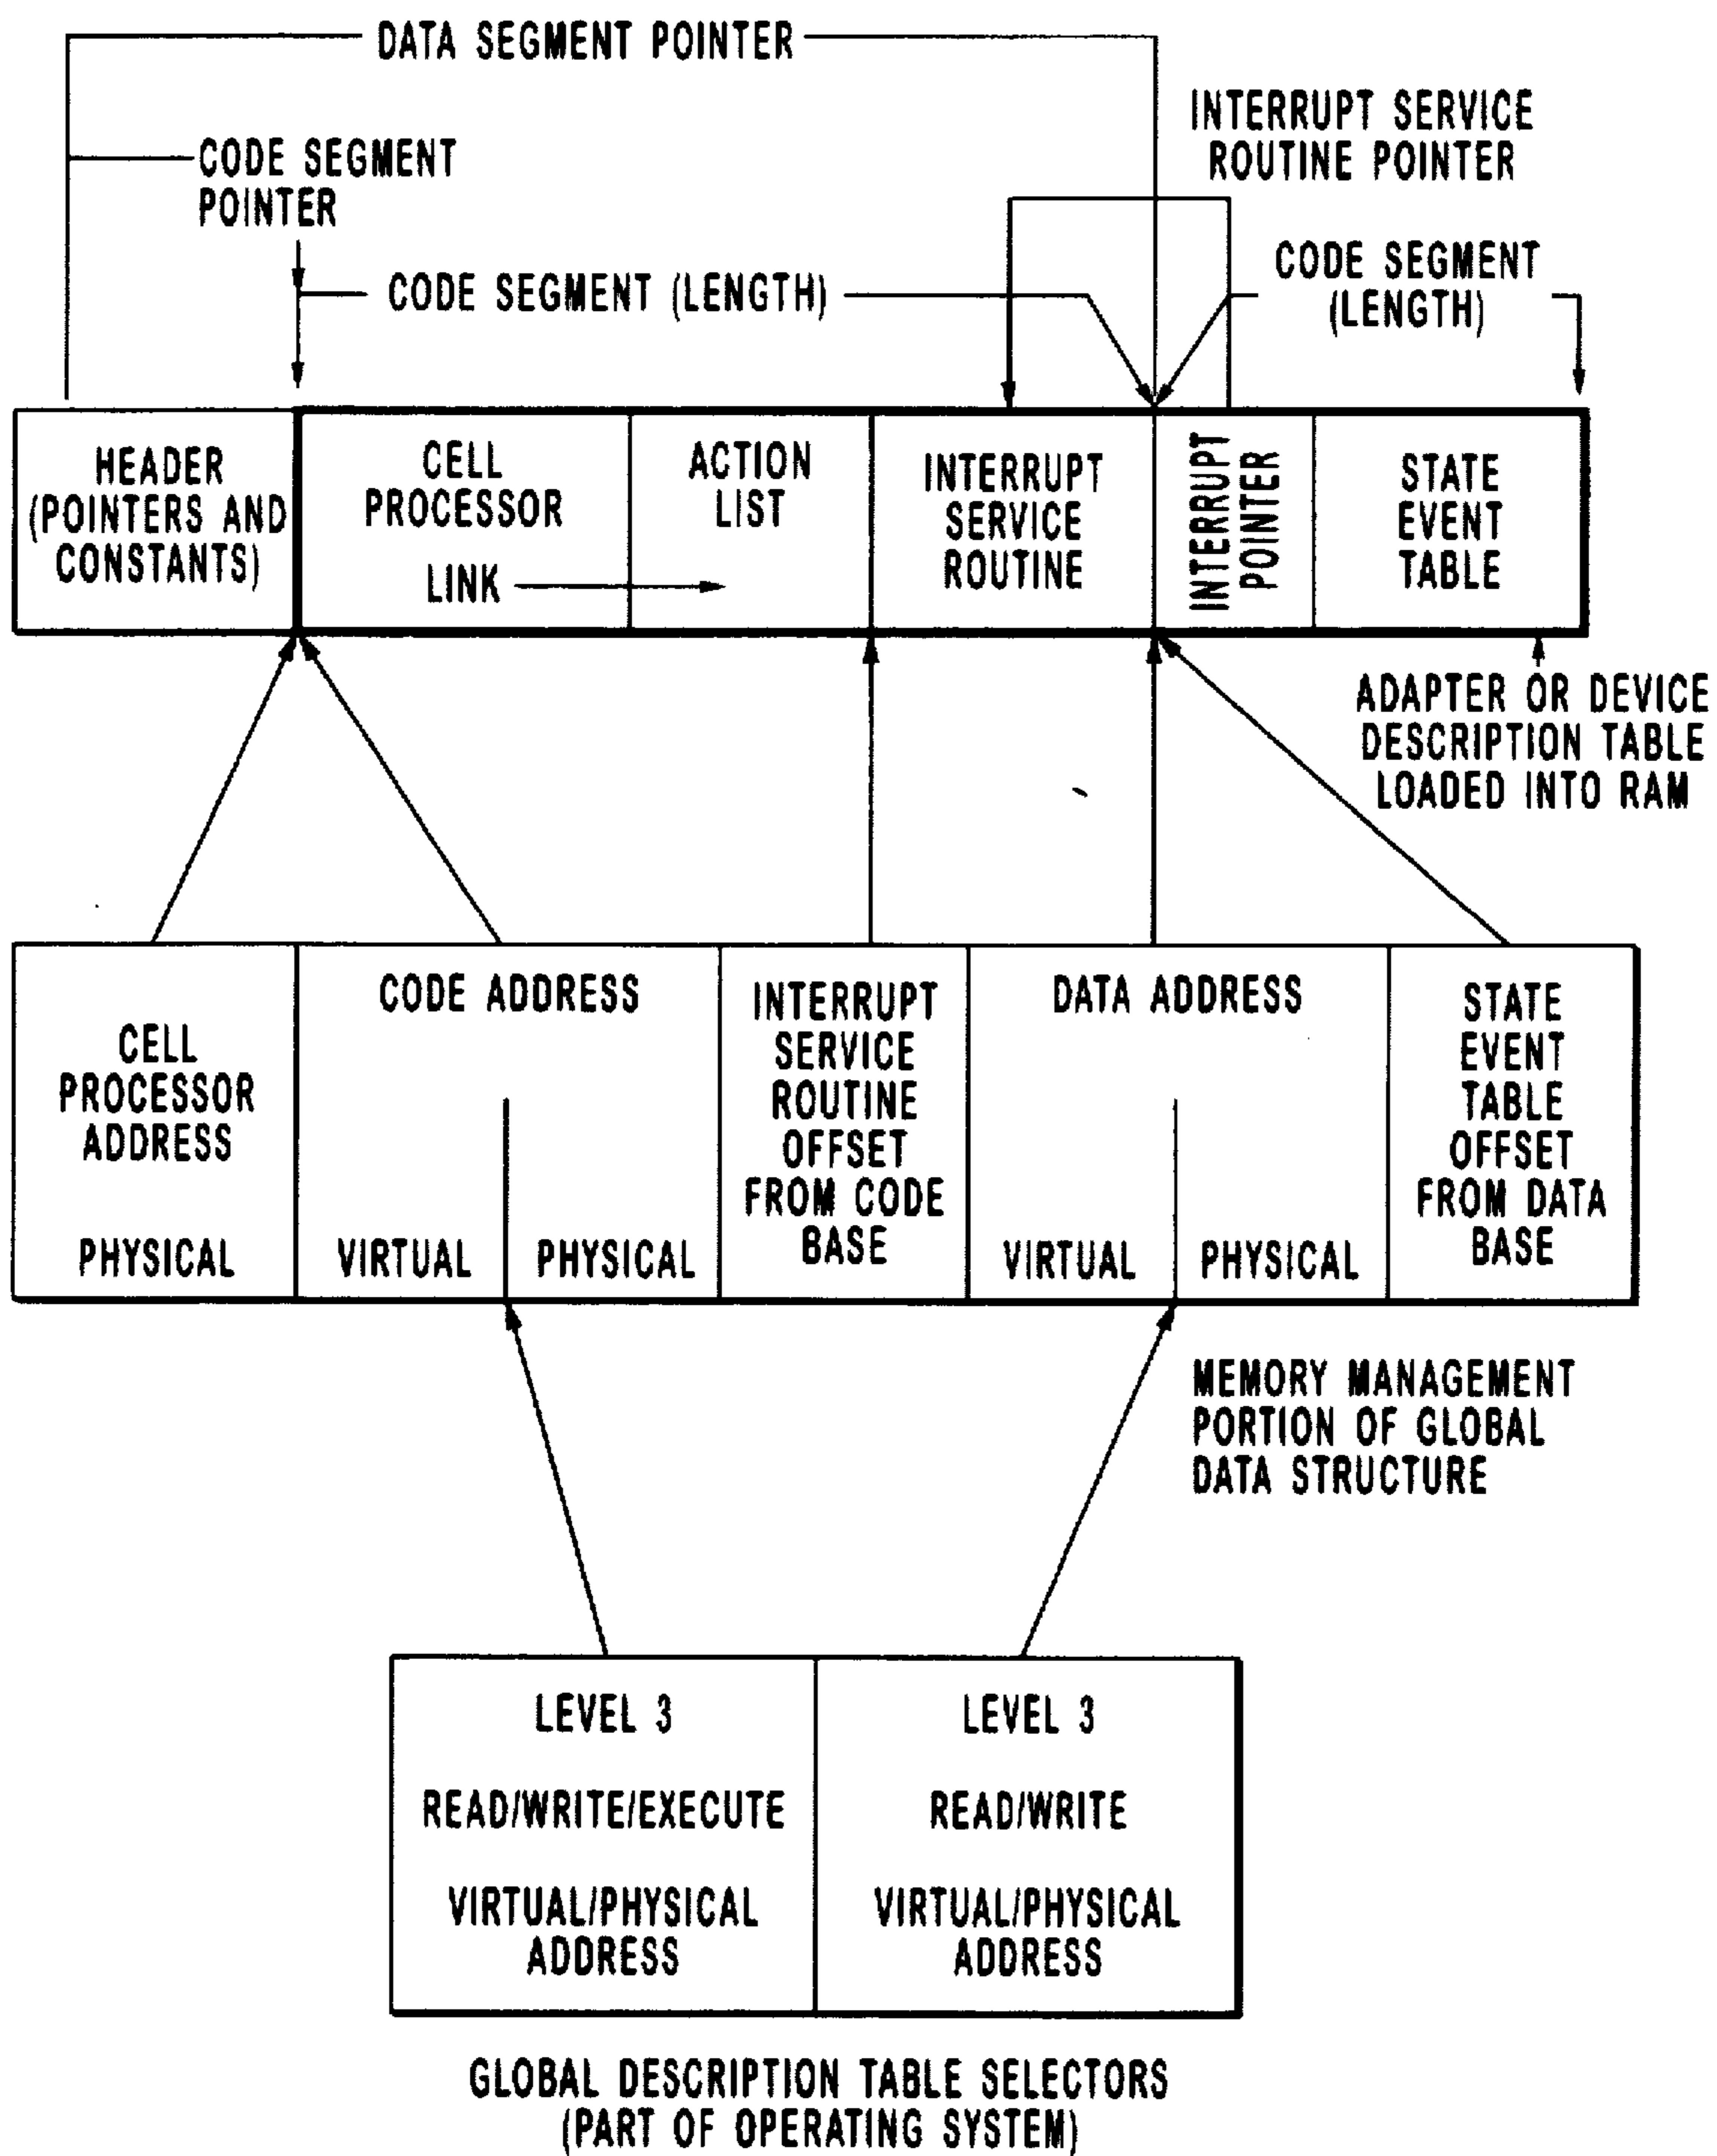 DATA SEGMENT POINTER
INTERRUPT SERVICE
ROUTINE POINTER
CODE SEGMENT
POINTER
CODE SEGMENT (LENGTH)
CODE SEGMENT
(LENGTH)
HEADER
(POINTERS AND
CONSTANTS)
CELL
PROCESSOR
LINK
ACTION
LIST
INTERRUPT
SERVICE
ROUTINE
INTERRUPT
POINTER
STATE
EVENT
TABLE
ADAPTER OR DEVICE
DESCRIPTION TABLE
LOADED INTO RAM
CELL
PROCESSOR
ADDRESS
PHYSICAL
CODE ADDRESS
VIRTUAL
PHYSICAL
INTERRUPT
SERVICE
ROUTINE
OFFSET
FROM CODE
BASE
DATA ADDRESS
VIRTUAL
PHYSICAL
STATE
EVENT
TABLE
OFFSET
FROM DATA
BASE
MEMORY MANAGEMENT
PORTION OF GLOBAL
DATA STRUCTURE
LEVEL 3
READ/WRITE/EXECUTE
VIRTUAL/PHYSICAL
ADDRESS
LEVEL 3
READ/WRITE
VIRTUAL/PHYSICAL
ADDRESS
GLOBAL DESCRIPTION TABLE SELECTORS
(PART OF OPERATING SYSTEM)